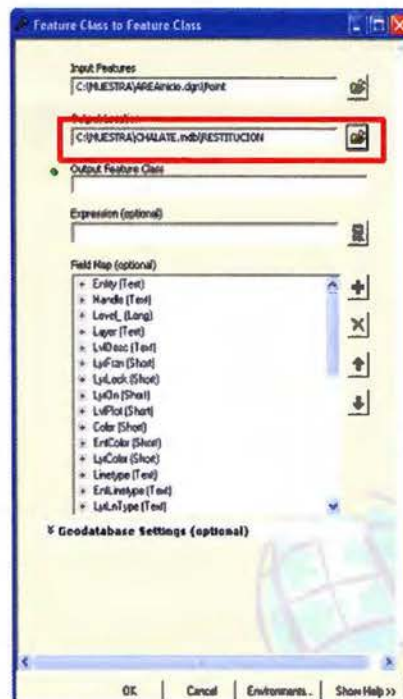 Feature Class to Feature Class
Input Features
C:\MUESTRA\AREAinicio.dgn\Point
Output Location
C:\MUESTRA\CHALATE.mdb\RESTITUCION
Output Feature Class
Expression (optional)
Field Map (optional)
Entity (Text)
Handle (Text)
Level_ (Long)
Layer (Text)
LvlDesc (Text)
LyrFrzn (Short)
LyrLock (Short)
LyrOn (Short)
LvlPlot (Short)
Color (Short)
EntColor (Short)
LyrColor (Short)
Linetype (Text)
EntLinetype (Text)
LyrLnType (Text)
Geodatabase Settings (optional)
OK
Cancel
Environments...
Show Help >>